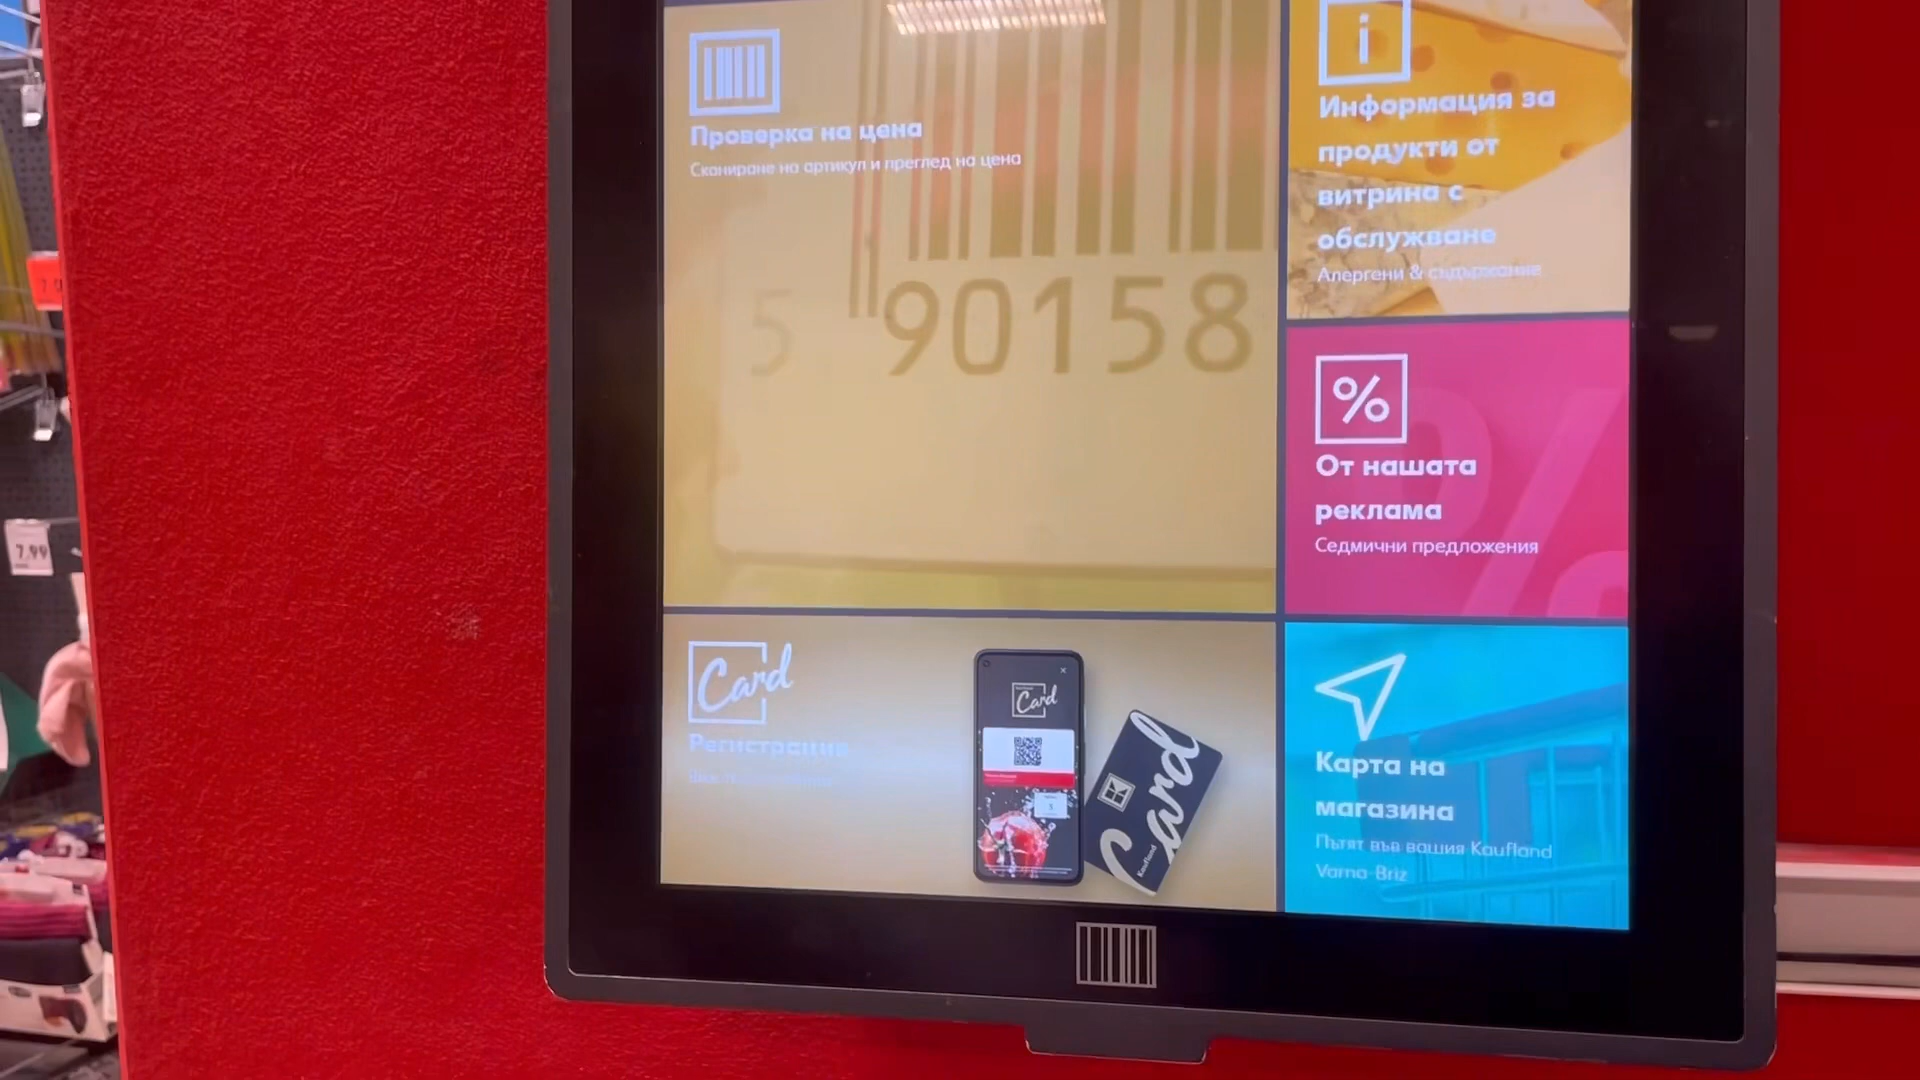 Проверка на цена
Сканиране на артикул и преглед на цена
5 90158
Информация за
продукти от
витрина с
обслужване
Алергени & съдържание
%
От нашата
реклама
Седмични предложения
Card
Регистрация
Card
Card
Kaufland
Карта на
магазина
Пътят във вашия Kaufland
Varna-Briz
7.99